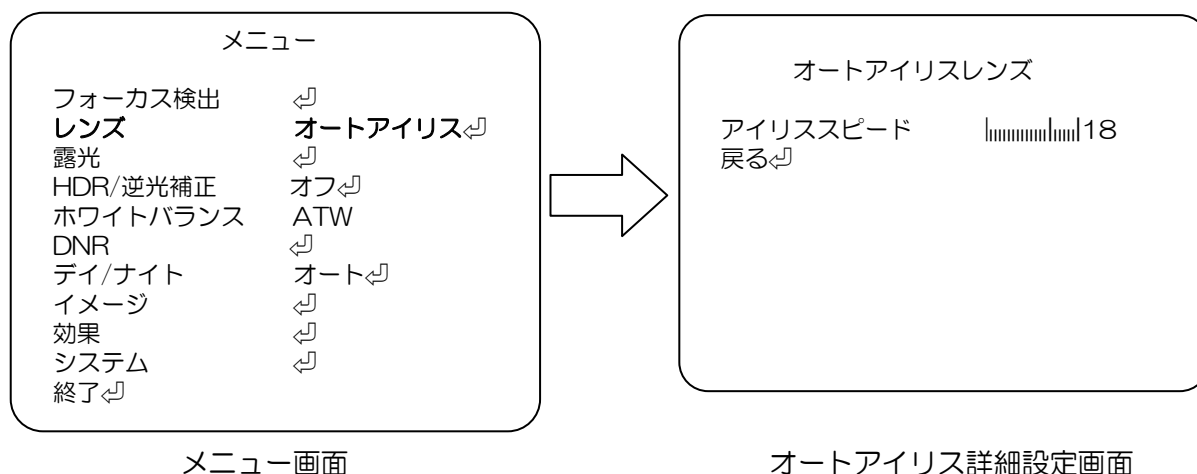 メニュー
フォーカス検出 ⏎
レンズ オートアイリス⏎
露光 ⏎
HDR/逆光補正 オフ⏎
ホワイトバランス ATW
DNR ⏎
デイ/ナイト オート⏎
イメージ ⏎
効果 ⏎
システム ⏎
終了⏎
メニュー画面
オートアイリスレンズ
アイリススピード 18
戻る⏎
オートアイリス詳細設定画面